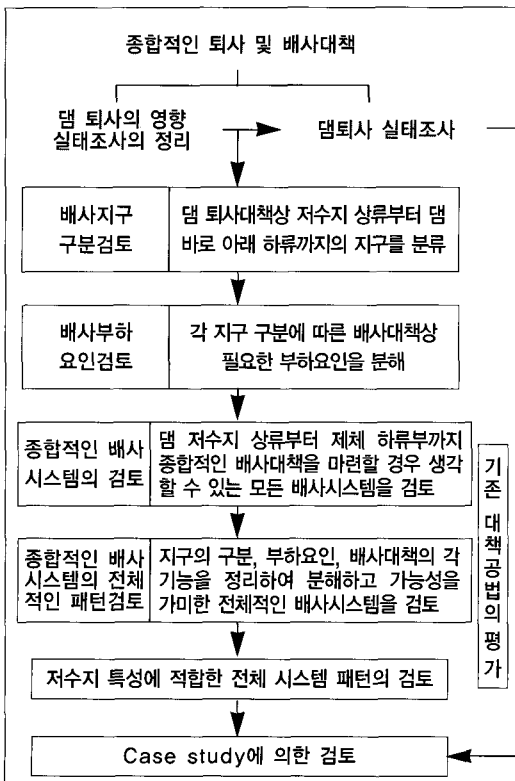 종합적인 퇴사 및 배사대책
댐 퇴사의 영향
실태조사의 정리
댐퇴사 실태조사
배사지구
구분검토
댐 퇴사대책상 저수지 상류부터 댐
바로 아래 하류까지의 지구를 분류
배사부하
요인검토
각 지구 구분에 따른 배사대책상
필요한 부하요인을 분해
종합적인 배사
시스템의 검토
댐 저수지 상류부터 제체 하류부까지
종합적인 배사대책을 마련할 경우 생각
할 수 있는 모든 배사시스템을 검토
종합적인 배사
시스템의 전체
적인 패턴검토
지구의 구분, 부하요인, 배사대책의 각
기능을 정리하여 분해하고 가능성을
가미한 전체적인 배사시스템을 검토
기존 대책공법의 평가
저수지 특성에 적합한 전체 시스템 패턴의 검토
Case study에 의한 검토